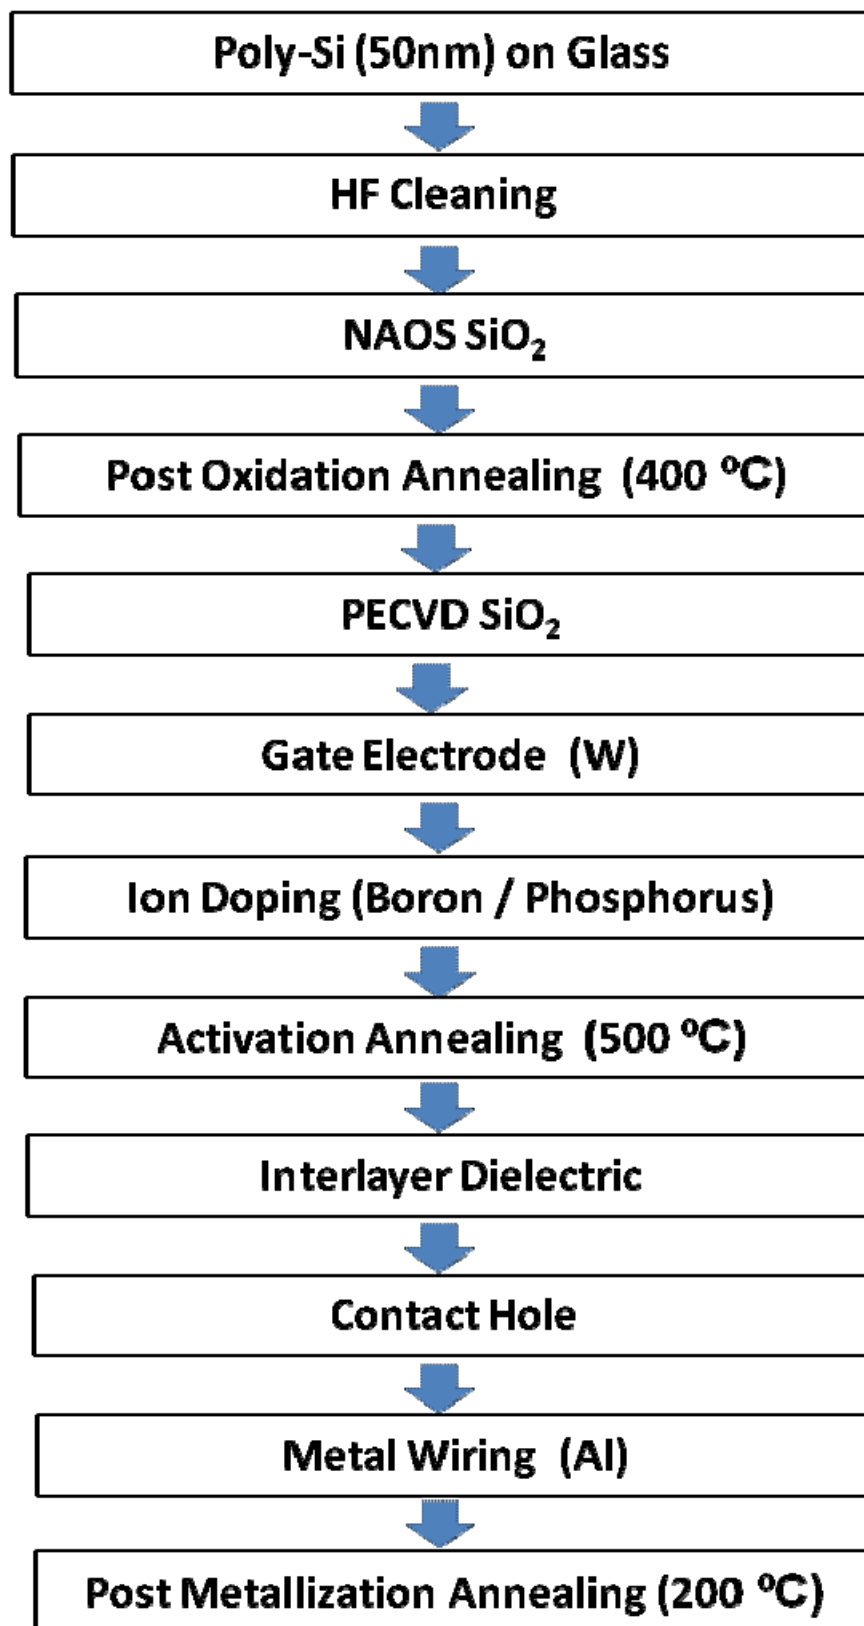 Poly-Si (50nm) on Glass
HF Cleaning
NAOS SiO₂
Post Oxidation Annealing (400 ºC)
PECVD SiO₂
Gate Electrode (W)
Ion Doping (Boron / Phosphorus)
Activation Annealing (500 ºC)
Interlayer Dielectric
Contact Hole
Metal Wiring (Al)
Post Metallization Annealing (200 ºC)